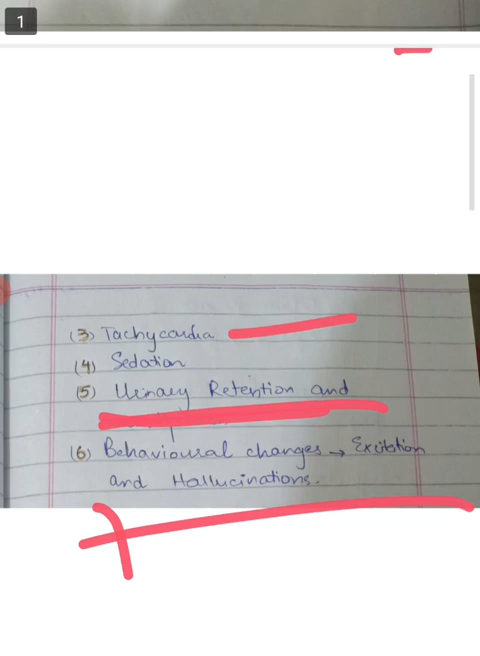 1
(3) Tachycardia
(4) Sedation
(5) Urinary Retention and
(6) Behavioural changes → Excitation
and Hallucinations.